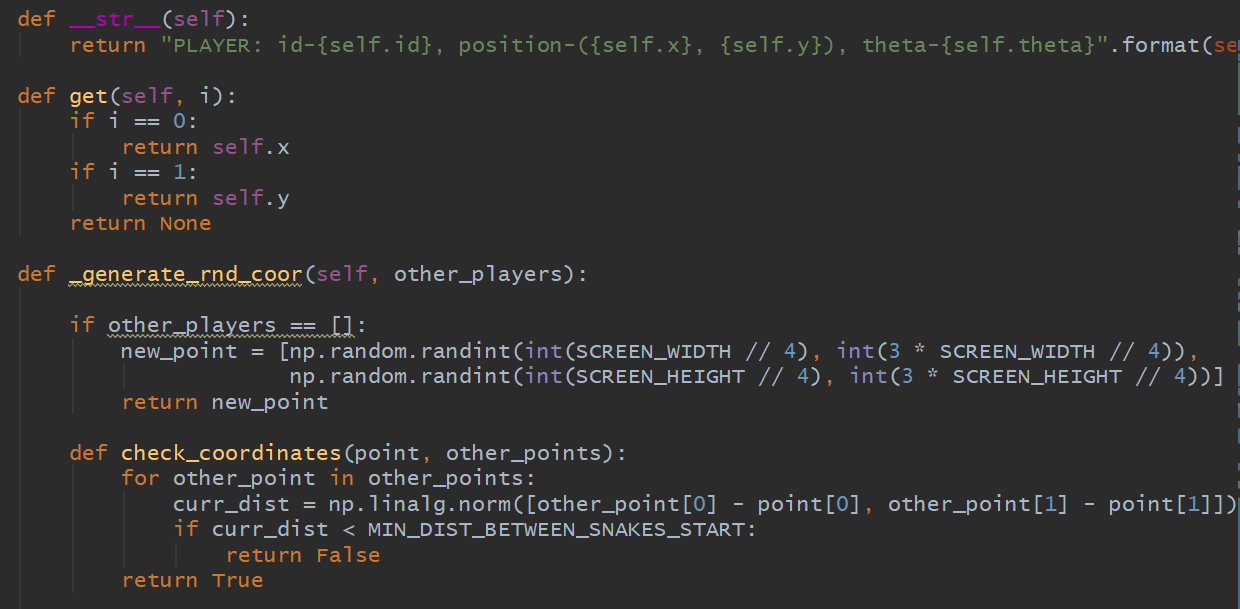 def __str__(self):
    return "PLAYER: id-{self.id}, position-({self.x}, {self.y}), theta-{self.theta}".format(se
def get(self, i):
    if i == 0:
        return self.x
    if i == 1:
        return self.y
    return None
def _generate_rnd_coor(self, other_players):
    if other_players == []:
        new_point = [np.random.randint(int(SCREEN_WIDTH // 4), int(3 * SCREEN_WIDTH // 4)),
                     np.random.randint(int(SCREEN_HEIGHT // 4), int(3 * SCREEN_HEIGHT // 4))]
        return new_point
    def check_coordinates(point, other_points):
        for other_point in other_points:
            curr_dist = np.linalg.norm([other_point[0] - point[0], other_point[1] - point[1]])
            if curr_dist < MIN_DIST_BETWEEN_SNAKES_START:
                return False
        return True